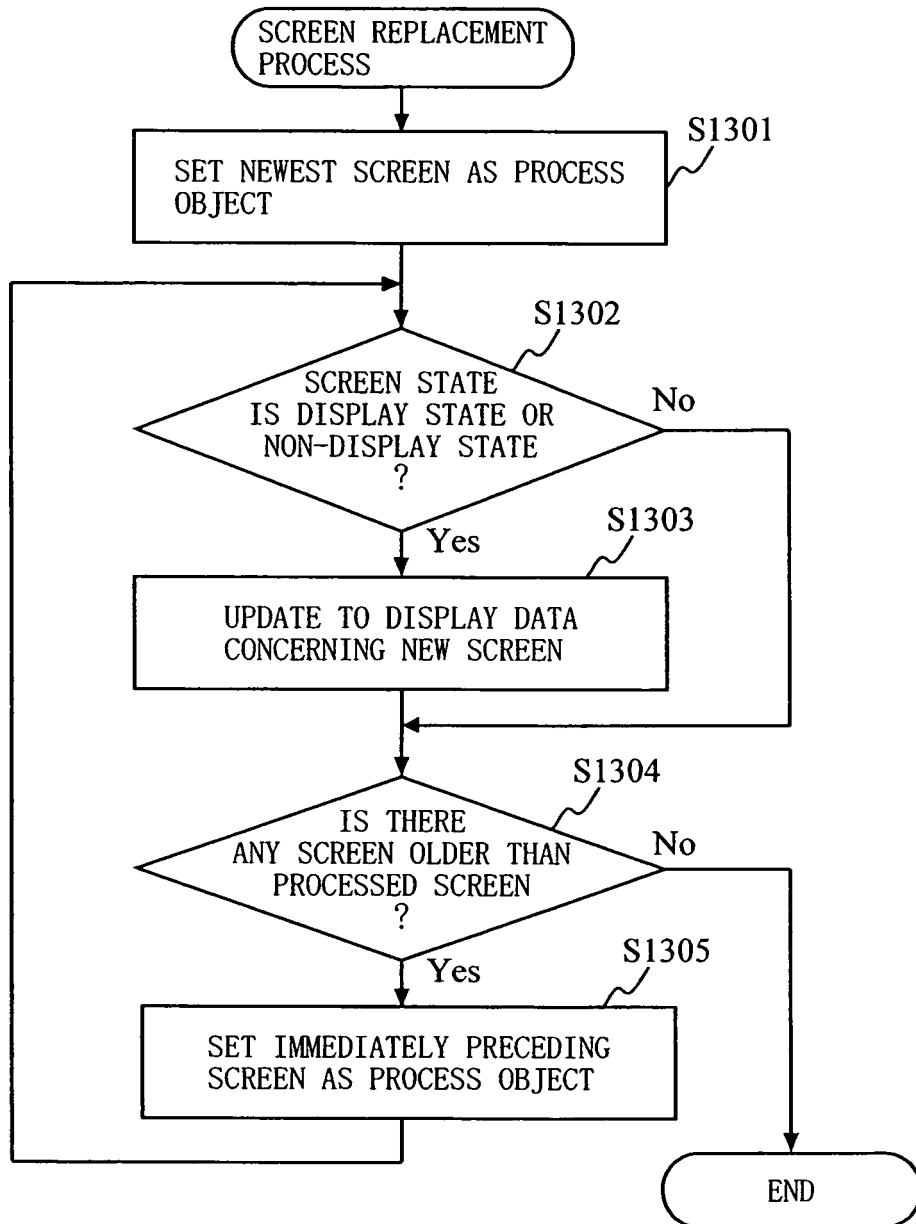 SCREEN REPLACEMENT
PROCESS
S1301
SET NEWEST SCREEN AS PROCESS
OBJECT
S1302
SCREEN STATE
IS DISPLAY STATE OR
NON-DISPLAY STATE
?
No
Yes
S1303
UPDATE TO DISPLAY DATA
CONCERNING NEW SCREEN
S1304
IS THERE
ANY SCREEN OLDER THAN
PROCESSED SCREEN
?
No
Yes
S1305
SET IMMEDIATELY PRECEDING
SCREEN AS PROCESS OBJECT
END